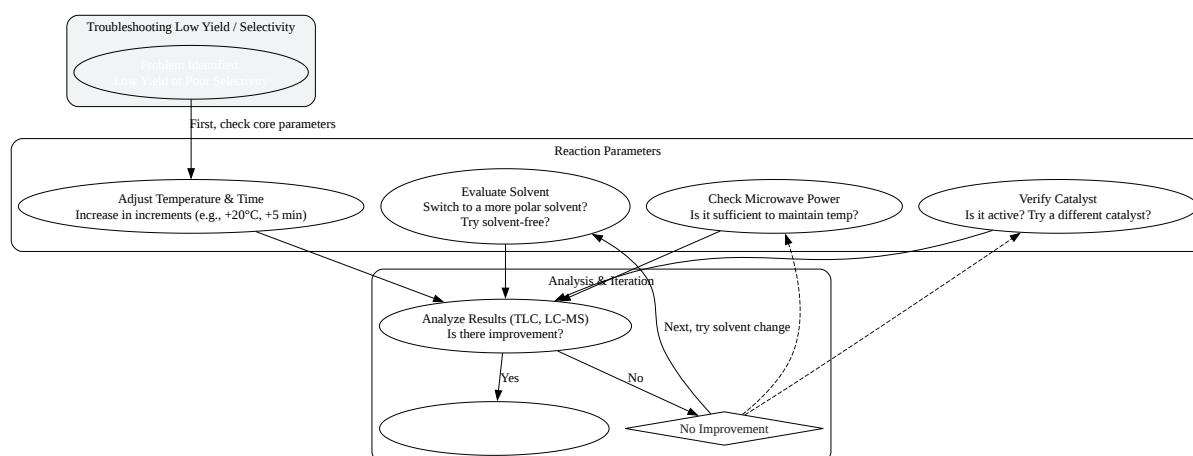 Troubleshooting Low Yield / Selectivity
Problem Identified:
Low Yield or Poor Selectivity
First, check core parameters
Reaction Parameters
Adjust Temperature & Time
Increase in increments (e.g., +20°C, +5 min)
Evaluate Solvent
Switch to a more polar solvent?
Try solvent-free?
Check Microwave Power
Is it sufficient to maintain temp?
Verify Catalyst
Is it active? Try a different catalyst?
Analysis & Iteration
Analyze Results (TLC, LC-MS)
Is there improvement?
Next, try solvent change
Yes
No
No Improvement